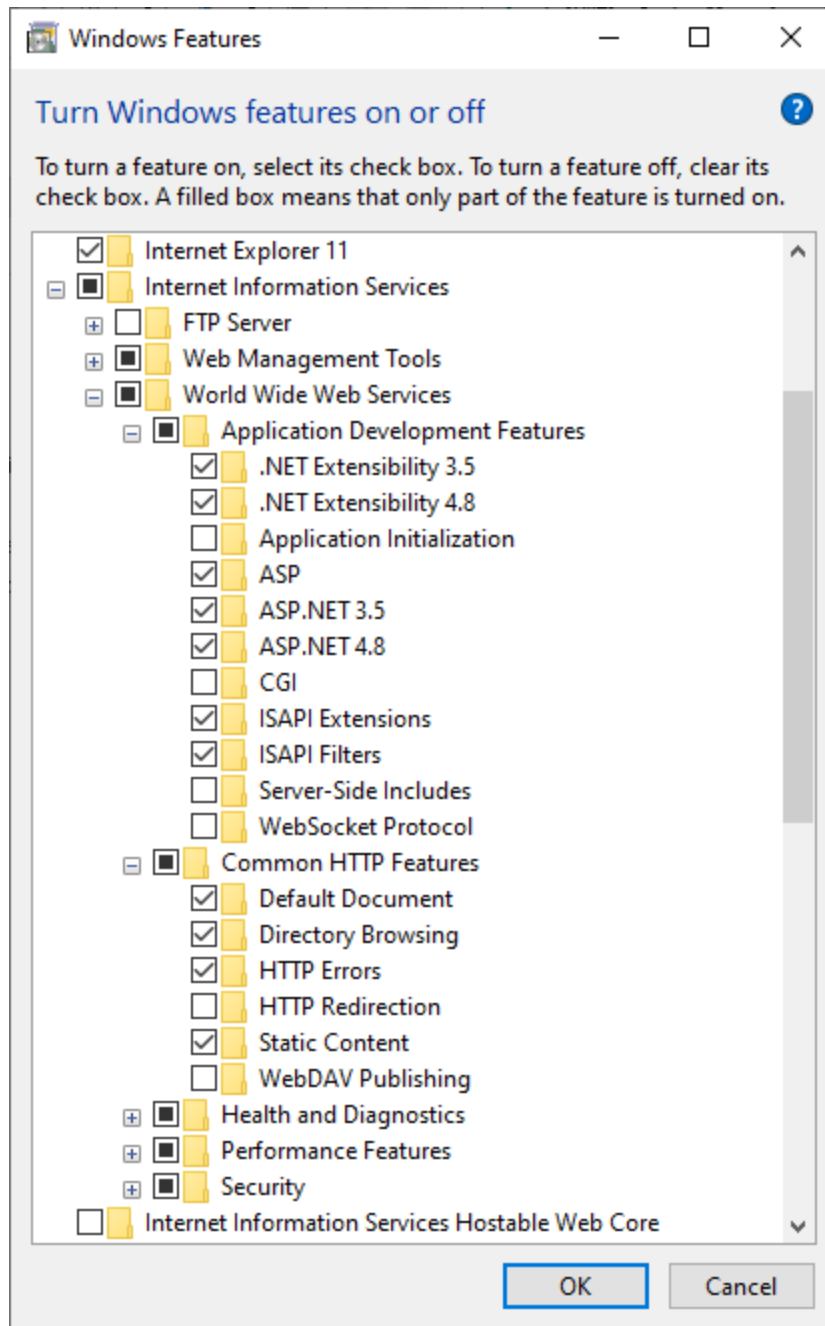 Windows Features
Turn Windows features on or off
To turn a feature on, select its check box. To turn a feature off, clear its
check box. A filled box means that only part of the feature is turned on.
Internet Explorer 11
Internet Information Services
FTP Server
Web Management Tools
World Wide Web Services
Application Development Features
.NET Extensibility 3.5
.NET Extensibility 4.8
Application Initialization
ASP
ASP.NET 3.5
ASP.NET 4.8
CGI
ISAPI Extensions
ISAPI Filters
Server-Side Includes
WebSocket Protocol
Common HTTP Features
Default Document
Directory Browsing
HTTP Errors
HTTP Redirection
Static Content
WebDAV Publishing
Health and Diagnostics
Performance Features
Security
Internet Information Services Hostable Web Core
OK Cancel